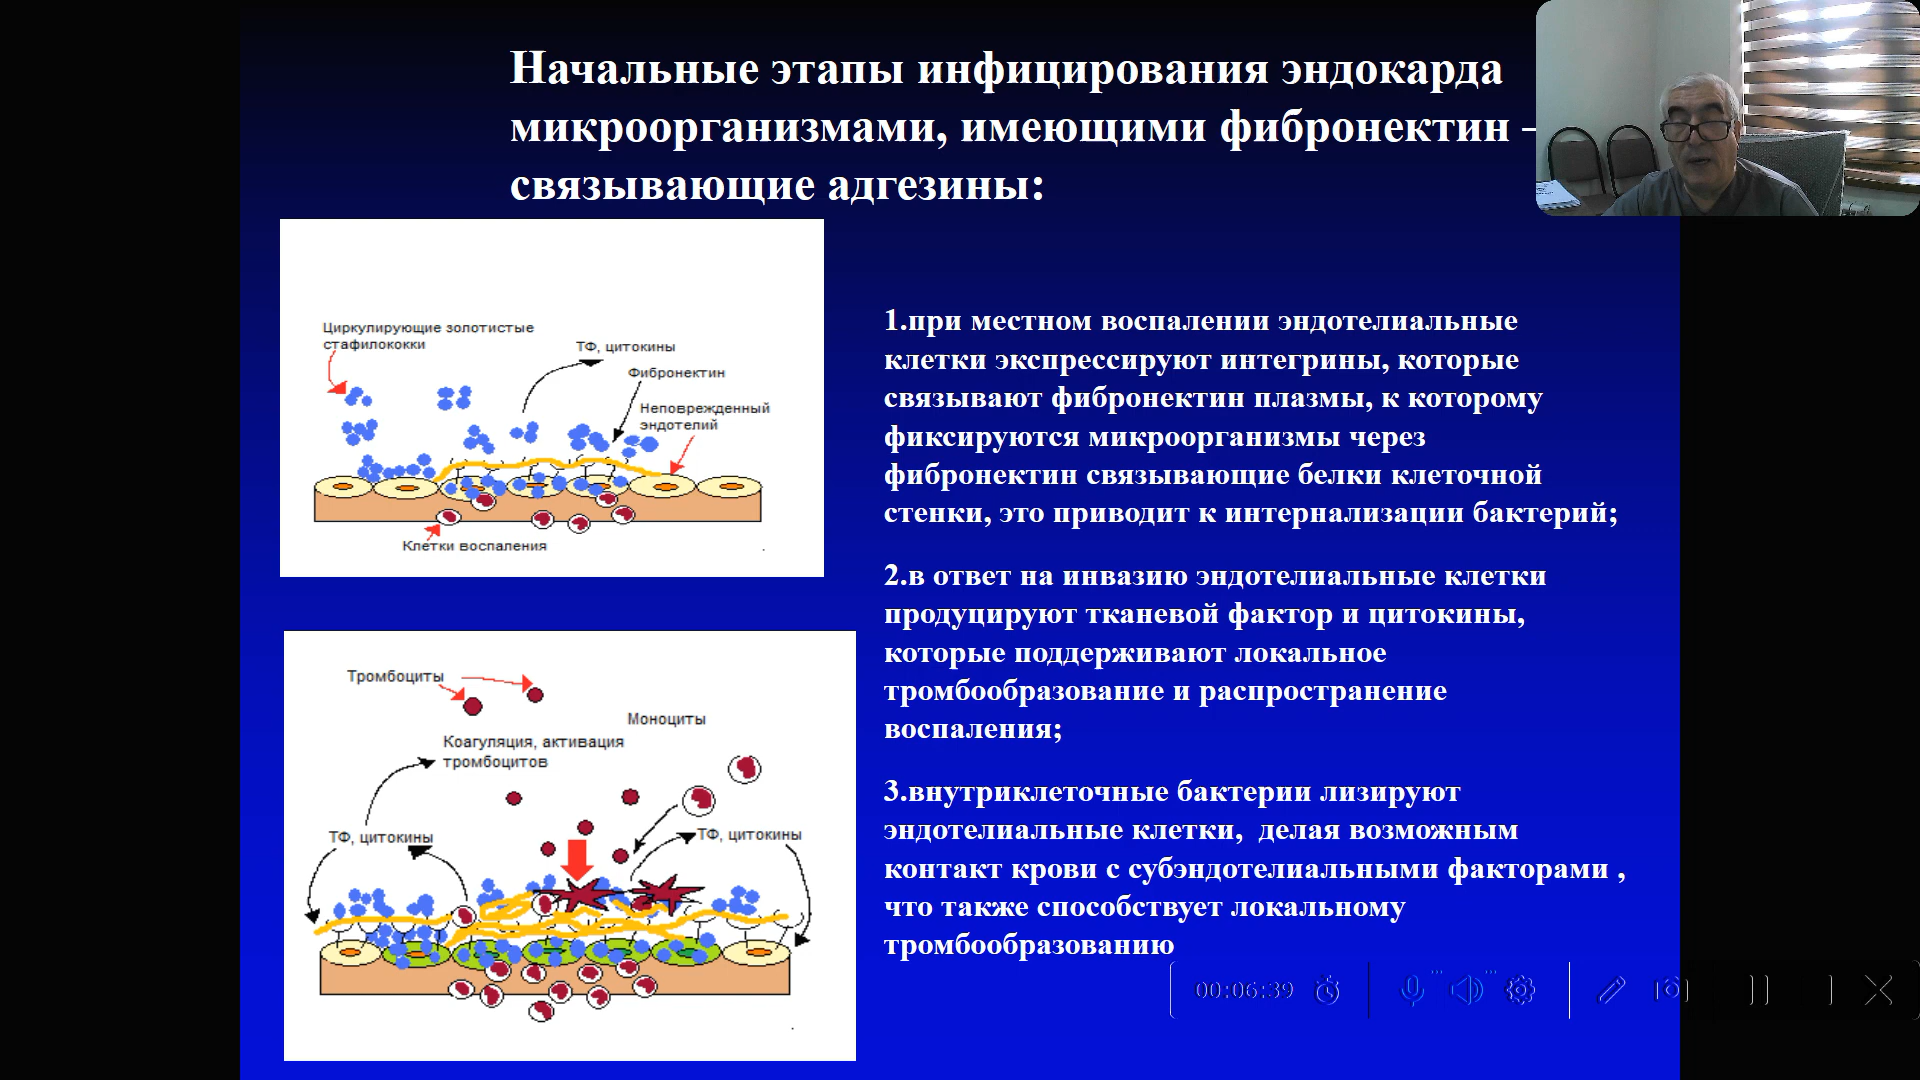 Начальные этапы инфицирования эндокарда
микроорганизмами, имеющими фибронектин –
связывающие адгезины:
Циркулирующие золотистые
стафилококки
ТФ, цитокины
Фибронектин
Неповрежденный
эндотелий
Клетки воспаления
Тромбоциты
Моноциты
Коагуляция, активация
тромбоцитов
ТФ, цитокины
ТФ, цитокины
1.при местном воспалении эндотелиальные
клетки экспрессируют интегрины, которые
связывают фибронектин плазмы, к которому
фиксируются микроорганизмы через
фибронектин связывающие белки клеточной
стенки, это приводит к интернализации бактерий;
2.в ответ на инвазию эндотелиальные клетки
продуцируют тканевой фактор и цитокины,
которые поддерживают локальное
тромбообразование и распространение
воспаления;
3.внутриклеточные бактерии лизируют
эндотелиальные клетки,  делая возможным
контакт крови с субэндотелиальными факторами ,
что также способствует локальному
тромбообразованию
00:06:39